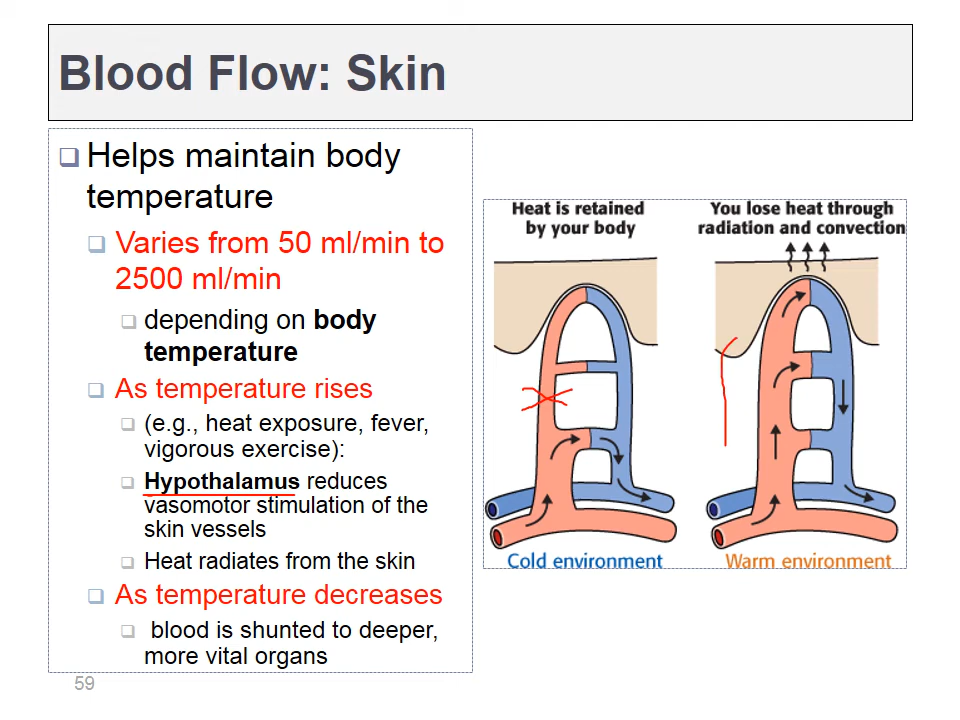 Blood Flow: Skin
Helps maintain body
temperature
Varies from 50 ml/min to
2500 ml/min
depending on body
temperature
As temperature rises
(e.g., heat exposure, fever,
vigorous exercise):
Hypothalamus reduces
vasomotor stimulation of the
skin vessels
Heat radiates from the skin
As temperature decreases
blood is shunted to deeper,
more vital organs
Heat is retained
by your body
Cold environment
You lose heat through
radiation and convection
Warm environment
59